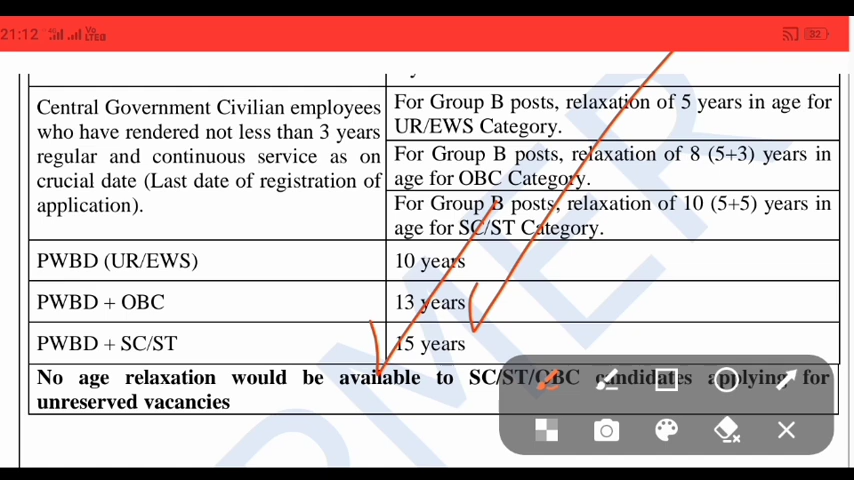 21:12 Vo LTEB 32
Central Government Civilian employees
who have rendered not less than 3 years
regular and continuous service as on
crucial date (Last date of registration of
application).
For Group B posts, relaxation of 5 years in age for
UR/EWS Category.
For Group B posts, relaxation of 8 (5+3) years in
age for OBC Category.
For Group B posts, relaxation of 10 (5+5) years in
age for SC/ST Category.
PWBD (UR/EWS) 10 years
PWBD + OBC 13 years
PWBD + SC/ST 15 years
No age relaxation would be available to SC/ST/OBC candidates applying for
unreserved vacancies
PMER